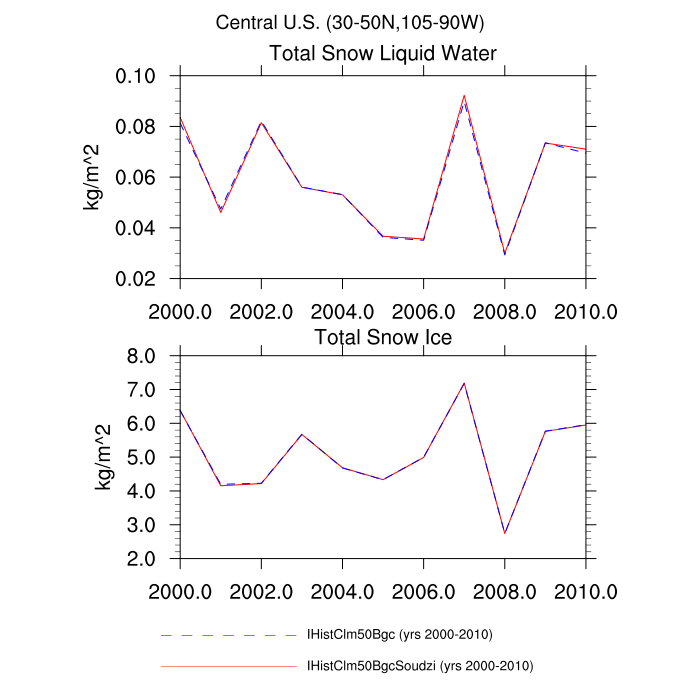 Central U.S. (30-50N,105-90W)
Total Snow Liquid Water
0.10
0.08
0.06
0.04
0.02
kg/m^2
2000.0 2002.0 2004.0 2006.0 2008.0 2010.0
Total Snow Ice
8.0
7.0
6.0
5.0
4.0
3.0
2.0
kg/m^2
2000.0 2002.0 2004.0 2006.0 2008.0 2010.0
IHistClm50Bgc (yrs 2000-2010)
IHistClm50BgcSoudzi (yrs 2000-2010)